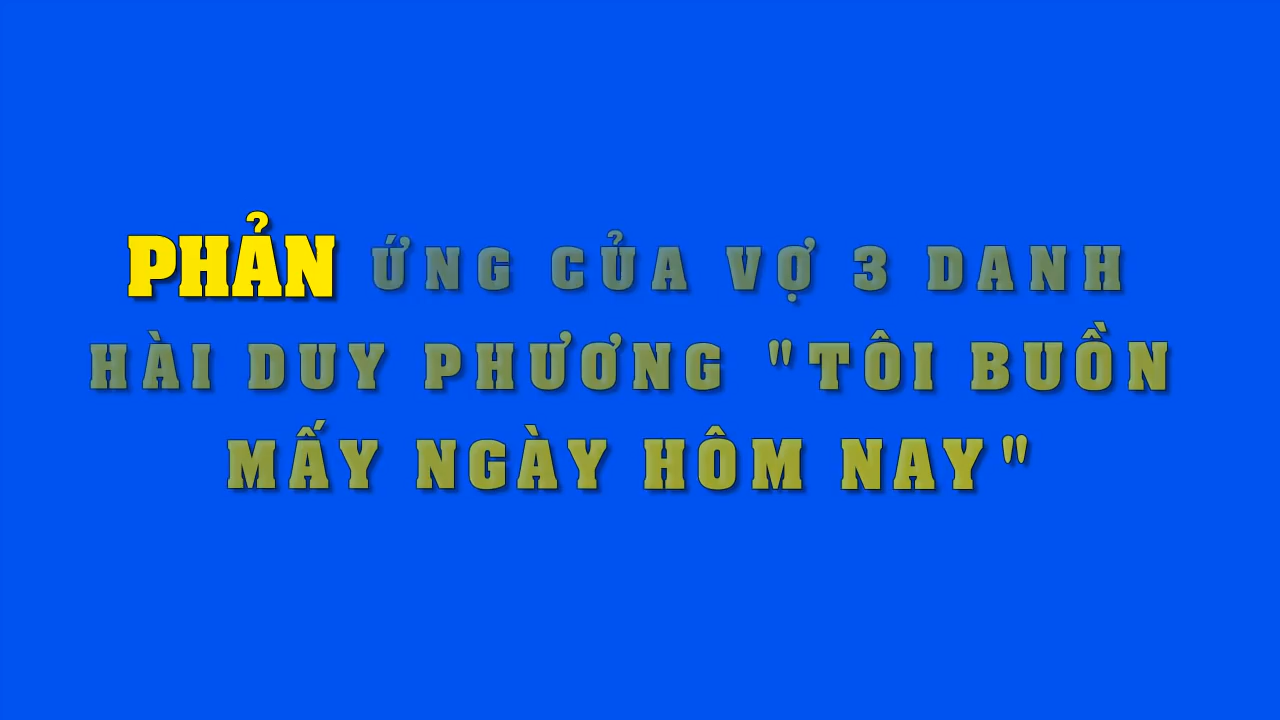 PHẢN ỨNG CỦA VỢ 3 DANH
HÀI DUY PHƯƠNG "TÔI BUỒN
MẤY NGÀY HÔM NAY"